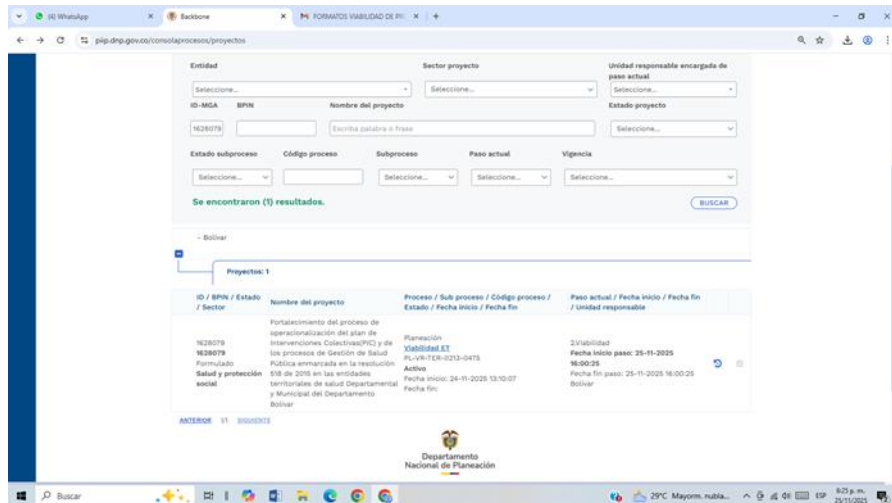 (4) WhatsApp
Backbone
FORMATOS VIABILIDAD DE PR
piip.dnp.gov.co/consolaprocesos/proyectos
Entidad
Sector proyecto
Unidad responsable encargada de
paso actual
Seleccione...
Seleccione...
Seleccione...
ID-MGA
BPIN
Nombre del proyecto
Estado proyecto
1628079
Escriba palabra o frase
Seleccione...
Estado subproceso
Código proceso
Subproceso
Paso actual
Vigencia
Seleccione...
Seleccione...
Seleccione...
Seleccione...
Se encontraron (1) resultados.
BUSCAR
- Bolívar
Proyectos: 1
ID / BPIN / Estado
/ Sector
Nombre del proyecto
Proceso / Sub proceso / Código proceso /
Estado / Fecha inicio / Fecha fin
Paso actual / Fecha inicio / Fecha fin
/ Unidad responsable
1628079
1628079
Formulado
Salud y protección
social
Fortalecimiento del proceso de
operacionalización del plan de
Intervenciones Colectivas(PIC) y de
los procesos de Gestión de Salud
Pública enmarcada en la resolución
518 de 2015 en las entidades
territoriales de salud Departamental
y Municipal del Departamento
Bolívar
Planeación
Viabilidad ET
PL-VR-TER-0213-0475
Activo
Fecha inicio: 24-11-2025 13:10:07
Fecha fin:
2.Viabilidad
Fecha inicio paso: 25-11-2025
16:00:25
Fecha fin paso: 25-11-2025 16:00:25
Bolívar
ANTERIOR 1/1 SIGUIENTE
Departamento
Nacional de Planeación
Buscar
29°C Mayorm. nubla...
ESP
6:25 p. m.
25/11/2025